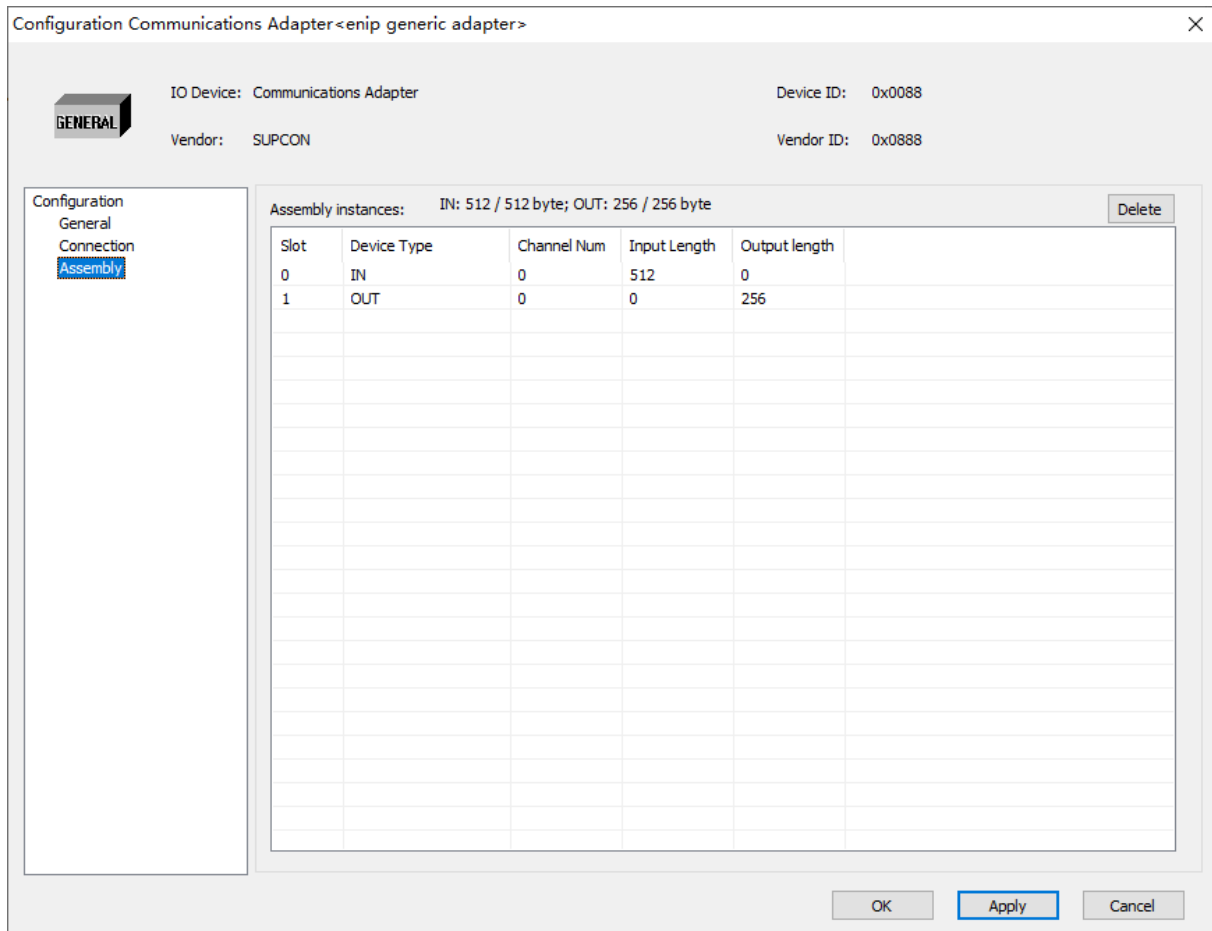 Configuration Communications Adapter<enip generic adapter>
GENERAL
IO Device: Communications Adapter Device ID: 0x0088
Vendor: SUPCON Vendor ID: 0x0888
Configuration
General
Connection
Assembly
Assembly instances: IN: 512 / 512 byte; OUT: 256 / 256 byte Delete
Slot Device Type Channel Num Input Length Output length
0 IN 0 512 0
1 OUT 0 0 256
OK Apply Cancel